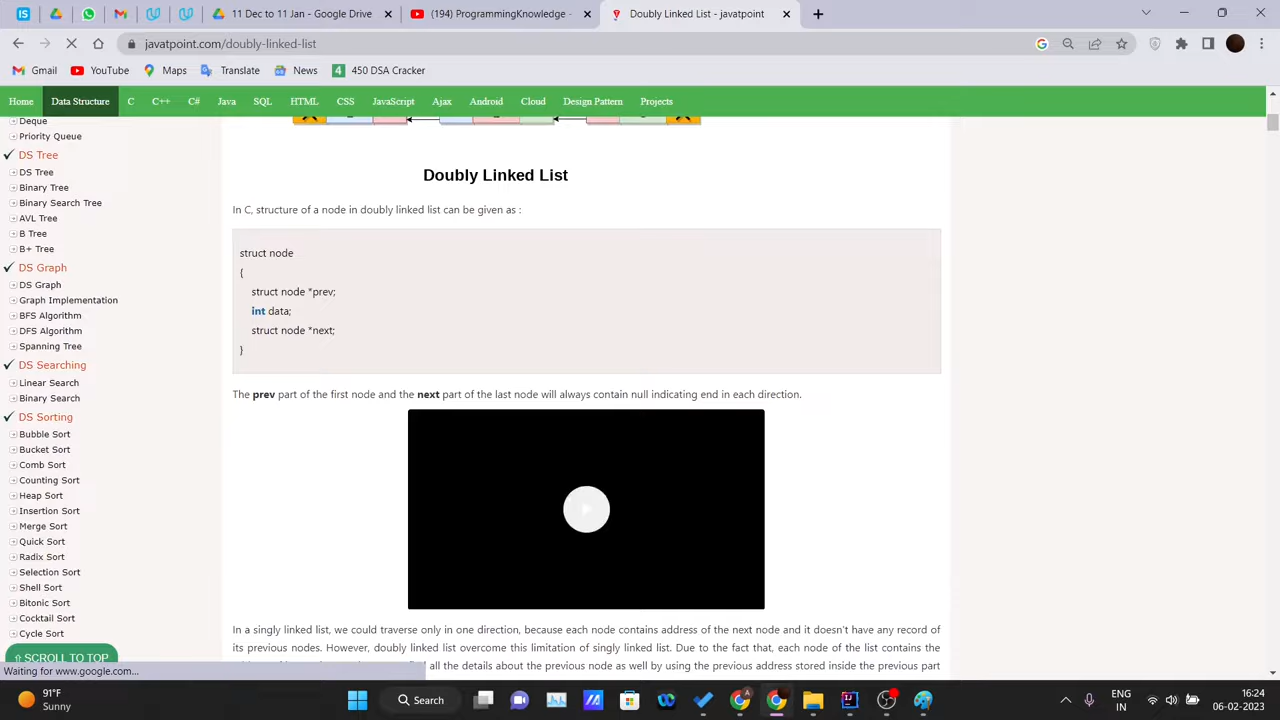 11 Dec to 11 Jan - Google Drive
(194) ProgrammingKnowledge -
Doubly Linked List - javatpoint
javatpoint.com/doubly-linked-list
Gmail
YouTube
Maps
Translate
News
450 DSA Cracker
Home
Data Structure
C
C++
C#
Java
SQL
HTML
CSS
JavaScript
Ajax
Android
Cloud
Design Pattern
Projects
Deque
Priority Queue
DS Tree
DS Tree
Binary Tree
Binary Search Tree
AVL Tree
B Tree
B+ Tree
DS Graph
DS Graph
Graph Implementation
BFS Algorithm
DFS Algorithm
Spanning Tree
DS Searching
Linear Search
Binary Search
DS Sorting
Bubble Sort
Bucket Sort
Comb Sort
Counting Sort
Heap Sort
Insertion Sort
Merge Sort
Quick Sort
Radix Sort
Selection Sort
Shell Sort
Bitonic Sort
Cocktail Sort
Cycle Sort
⇧ SCROLL TO TOP
Waiting for www.google.com...
Doubly Linked List
In C, structure of a node in doubly linked list can be given as :
struct node
{
struct node *prev;
int data;
struct node *next;
}
The prev part of the first node and the next part of the last node will always contain null indicating end in each direction.
In a singly linked list, we could traverse only in one direction, because each node contains address of the next node and it doesn't have any record of
its previous nodes. However, doubly linked list overcome this limitation of singly linked list. Due to the fact that, each node of the list contains the
all the details about the previous node as well by using the previous address stored inside the previous part
91°F
Sunny
Search
ENG
IN
16:24
06-02-2023